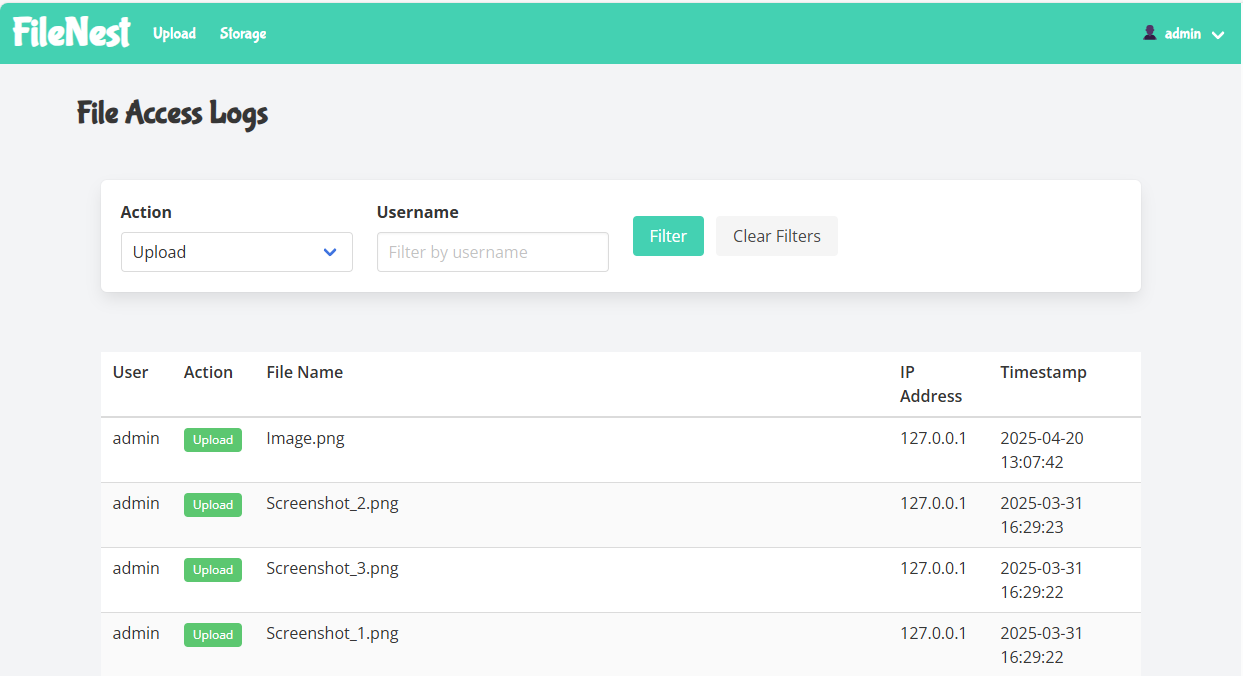 FileNest Upload Storage admin
File Access Logs
Action Username
Upload Filter by username Filter Clear Filters
User Action File Name IP Address Timestamp
admin Upload Image.png 127.0.0.1 2025-04-20
13:07:42
admin Upload Screenshot_2.png 127.0.0.1 2025-03-31
16:29:23
admin Upload Screenshot_3.png 127.0.0.1 2025-03-31
16:29:22
admin Upload Screenshot_1.png 127.0.0.1 2025-03-31
16:29:22